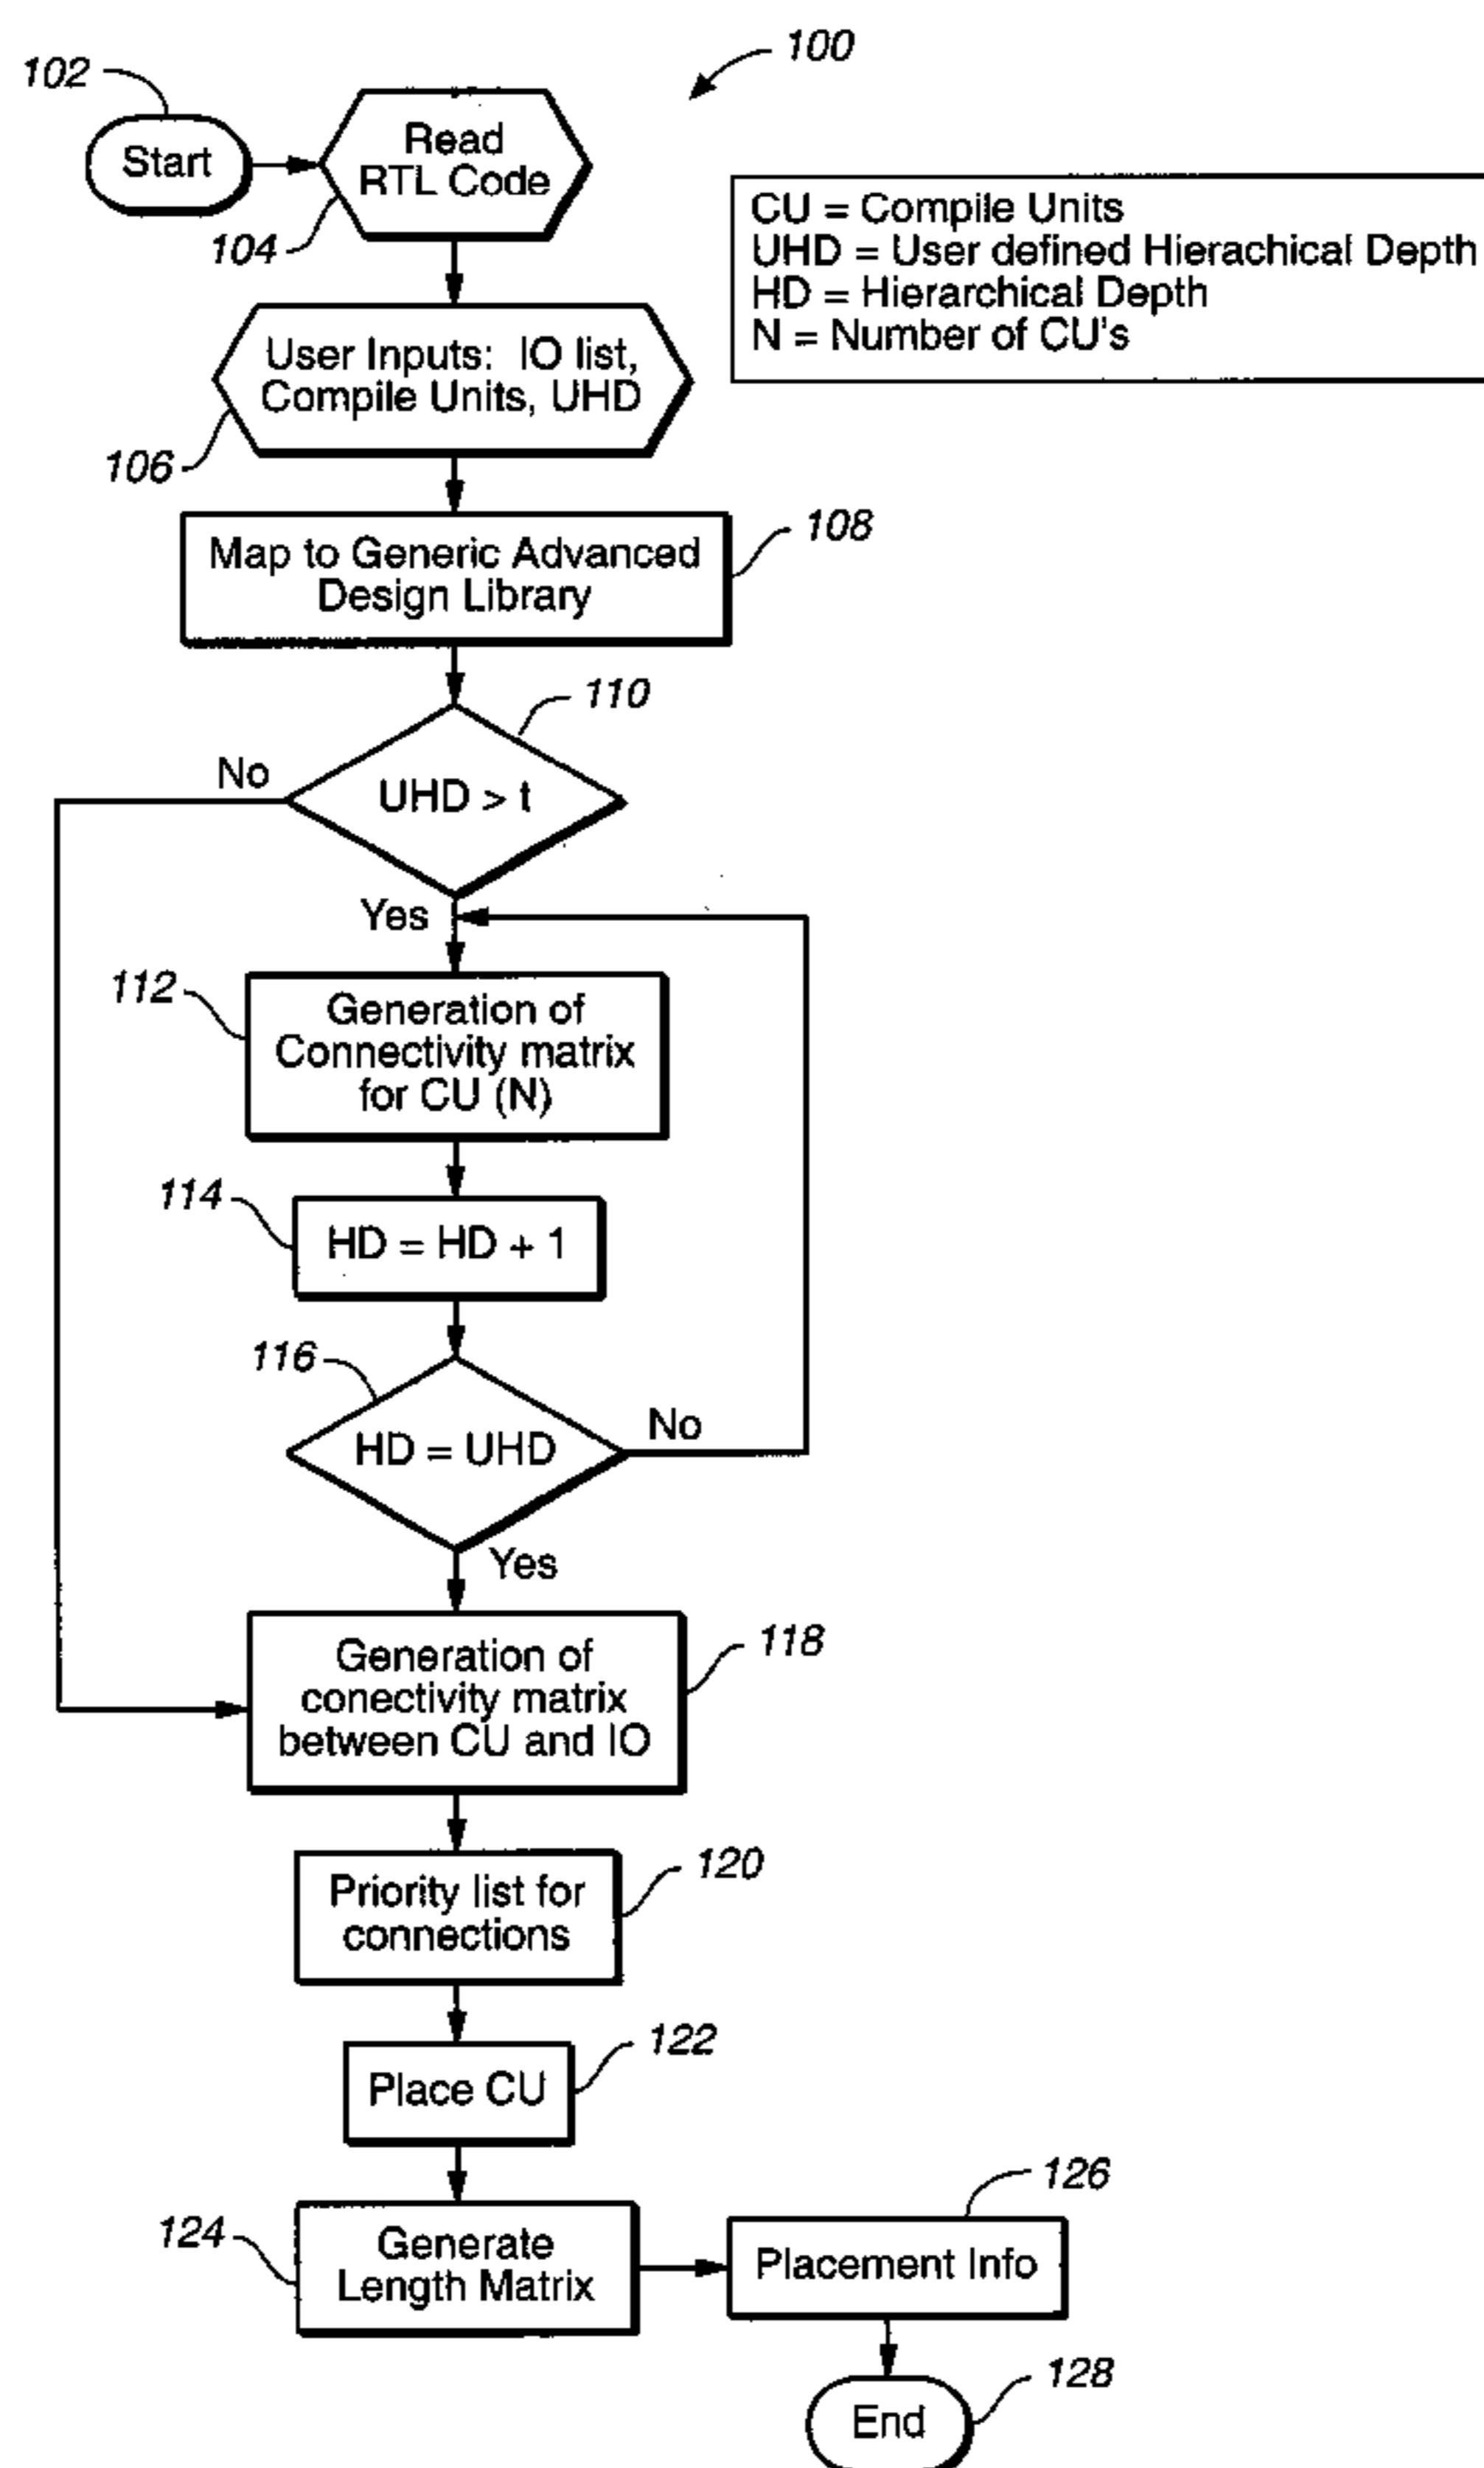 100
102
Start
Read
RTL Code
104
CU = Compile Units
UHD = User defined Hierachical Depth
HD = Hierarchical Depth
N = Number of CU's
User Inputs: IO list,
Compile Units, UHD
106
Map to Generic Advanced
Design Library
108
110
UHD > t
No
Yes
112
Generation of
Connectivity matrix
for CU (N)
114
HD = HD + 1
116
HD = UHD
No
Yes
Generation of
conectivity matrix
between CU and IO
118
Priority list for
connections
120
Place CU
122
124
Generate
Length Matrix
126
Placement Info
End
128